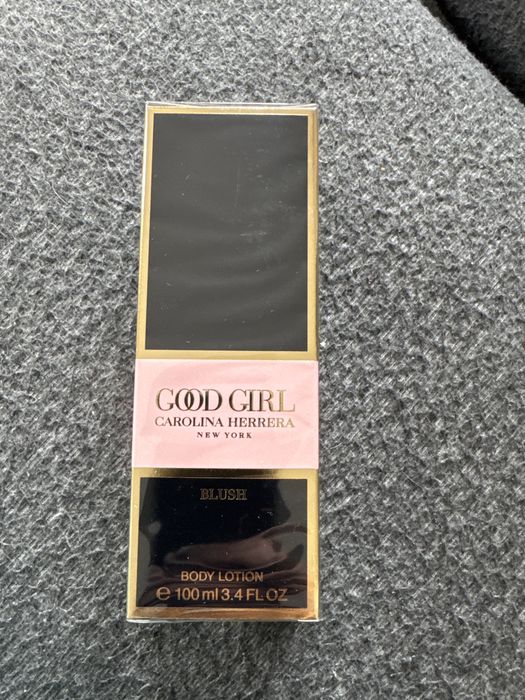 GOOD GIRL
CAROLINA HERRERA
NEW YORK
BLUSH
BODY LOTION
℮ 100 ml 3.4 FL OZ